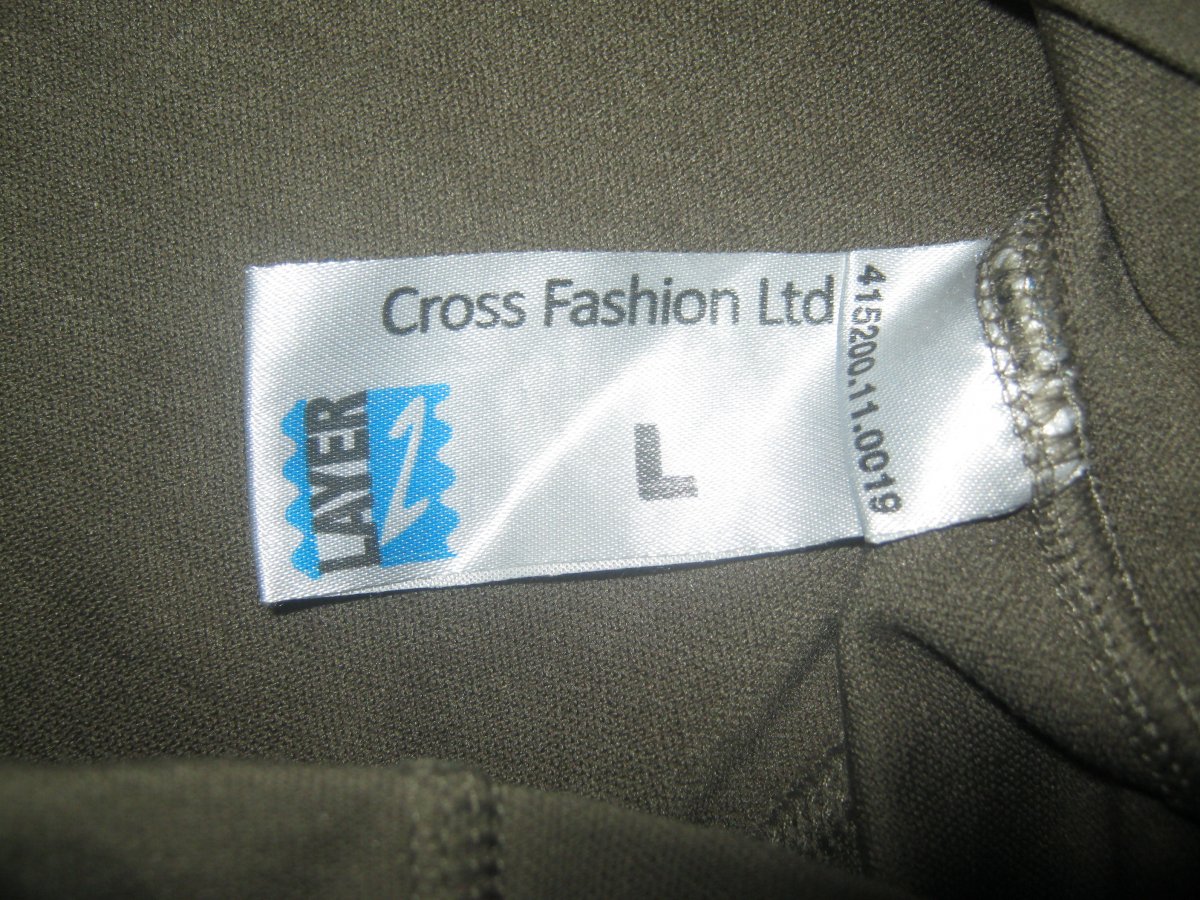 Cross Fashion Ltd
LAYER
2
L
415200.11.0019